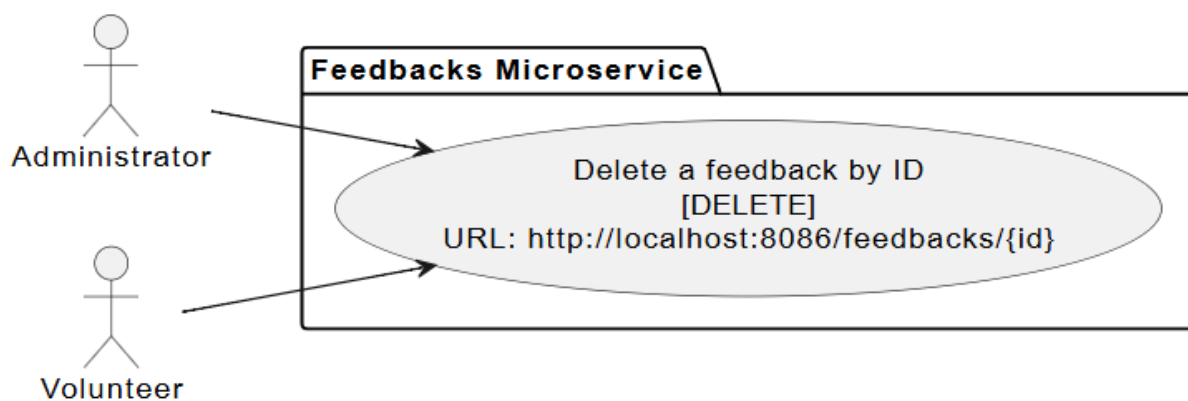 Feedbacks Microservice
Administrator
Delete a feedback by ID
[DELETE]
URL: http://localhost:8086/feedbacks/{id}
Volunteer